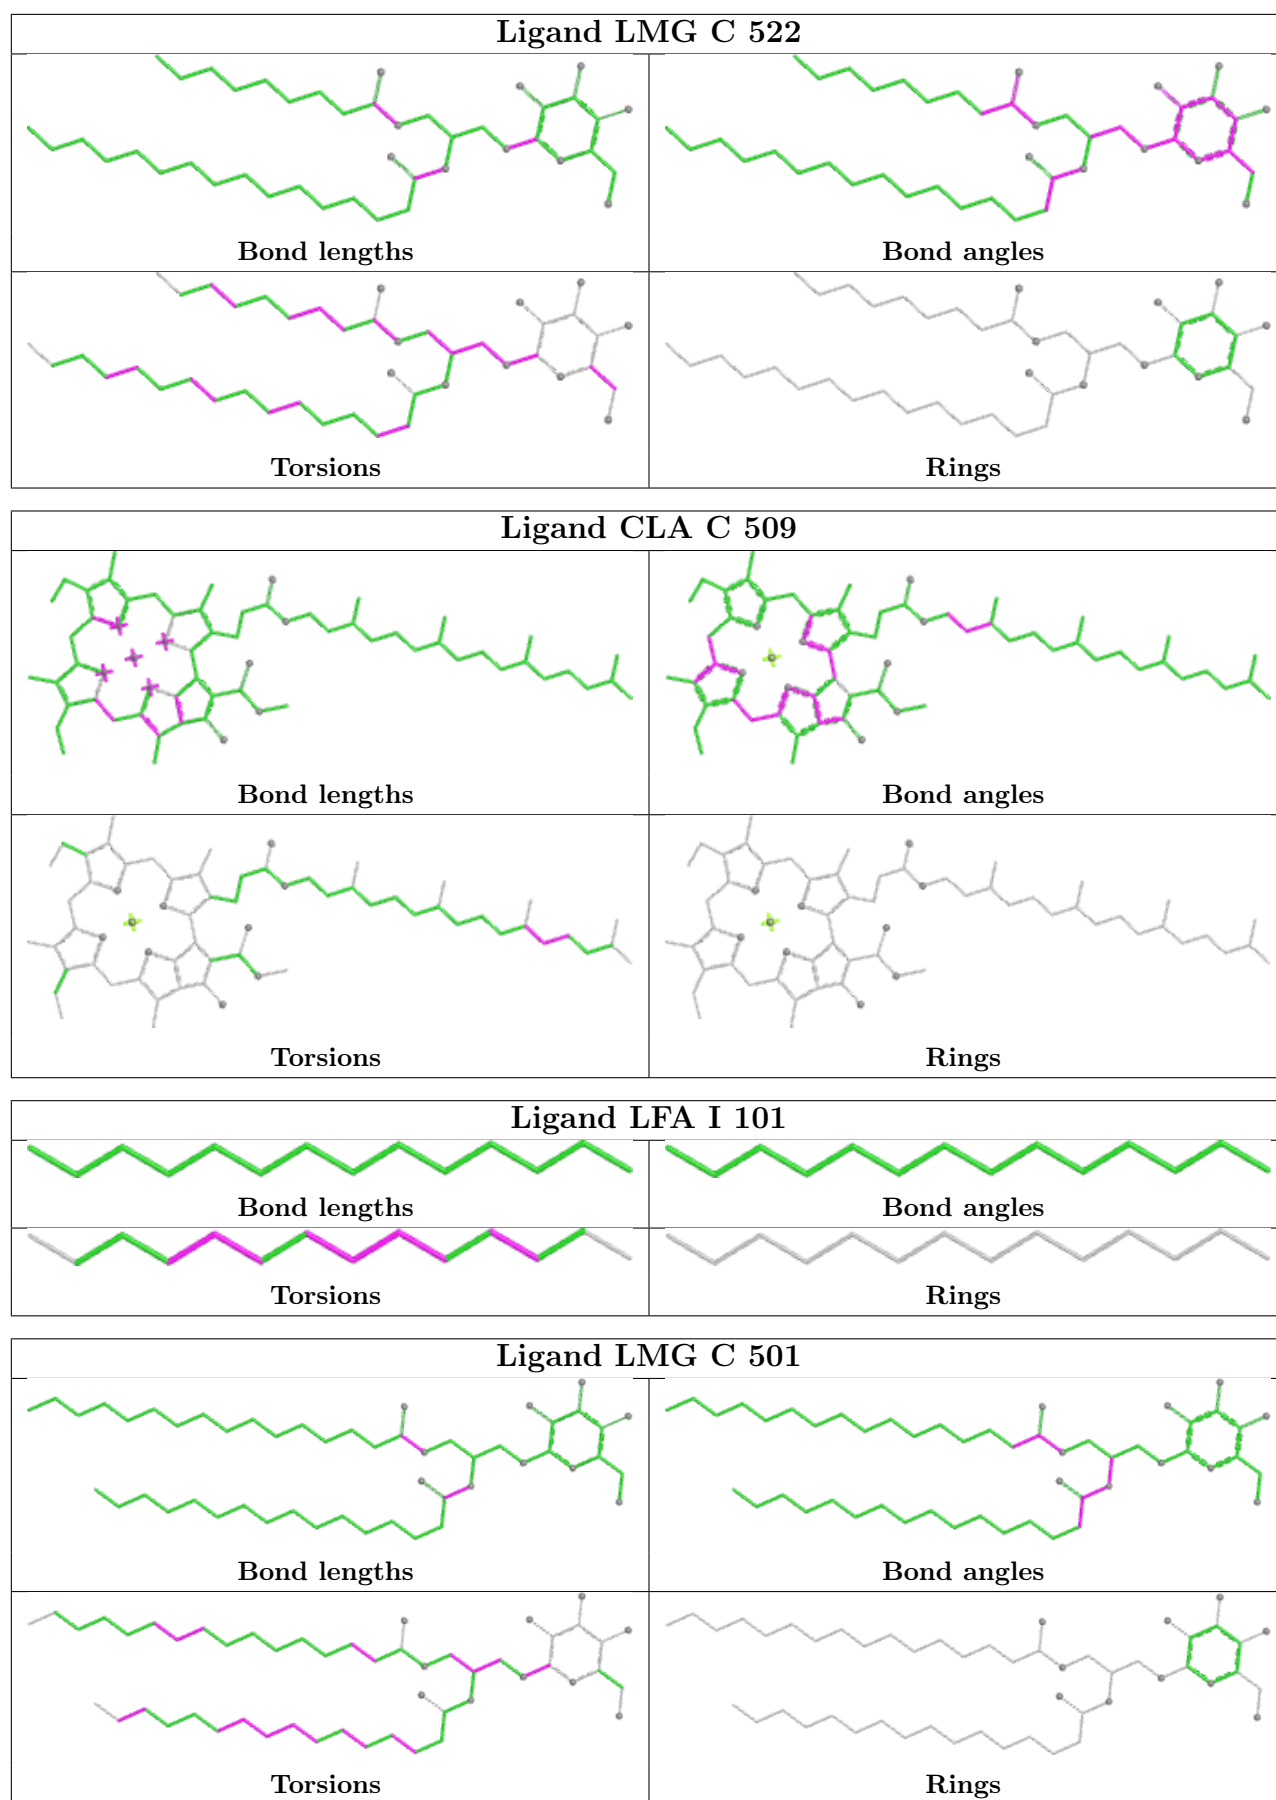 Ligand LMG C 522
Bond lengths
Bond angles
Torsions
Rings
Ligand CLA C 509
Bond lengths
Bond angles
Torsions
Rings
Ligand LFA I 101
Bond lengths
Bond angles
Torsions
Rings
Ligand LMG C 501
Bond lengths
Bond angles
Torsions
Rings